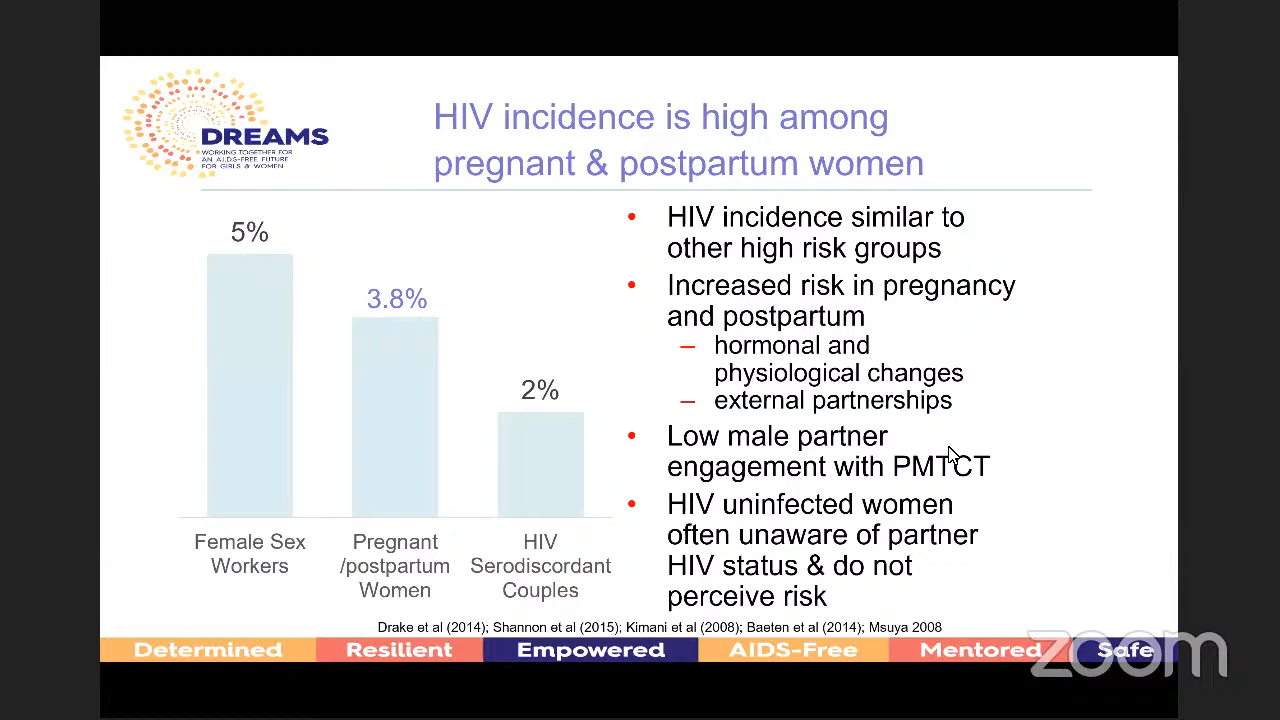 DREAMS
WORKING TOGETHER FOR
AN A.I.D.S-FREE FUTURE
FOR GIRLS & WOMEN
HIV incidence is high among
pregnant & postpartum women
5%
3.8%
2%
Female Sex
Workers
Pregnant
/postpartum
Women
HIV
Serodiscordant
Couples
• HIV incidence similar to
other high risk groups
• Increased risk in pregnancy
and postpartum
– hormonal and
physiological changes
– external partnerships
• Low male partner
engagement with PMTCT
• HIV uninfected women
often unaware of partner
HIV status & do not
perceive risk
Drake et al (2014); Shannon et al (2015); Kimani et al (2008); Baeten et al (2014); Msuya 2008
Determined Resilient Empowered AIDS-Free Mentored Safe
zoom